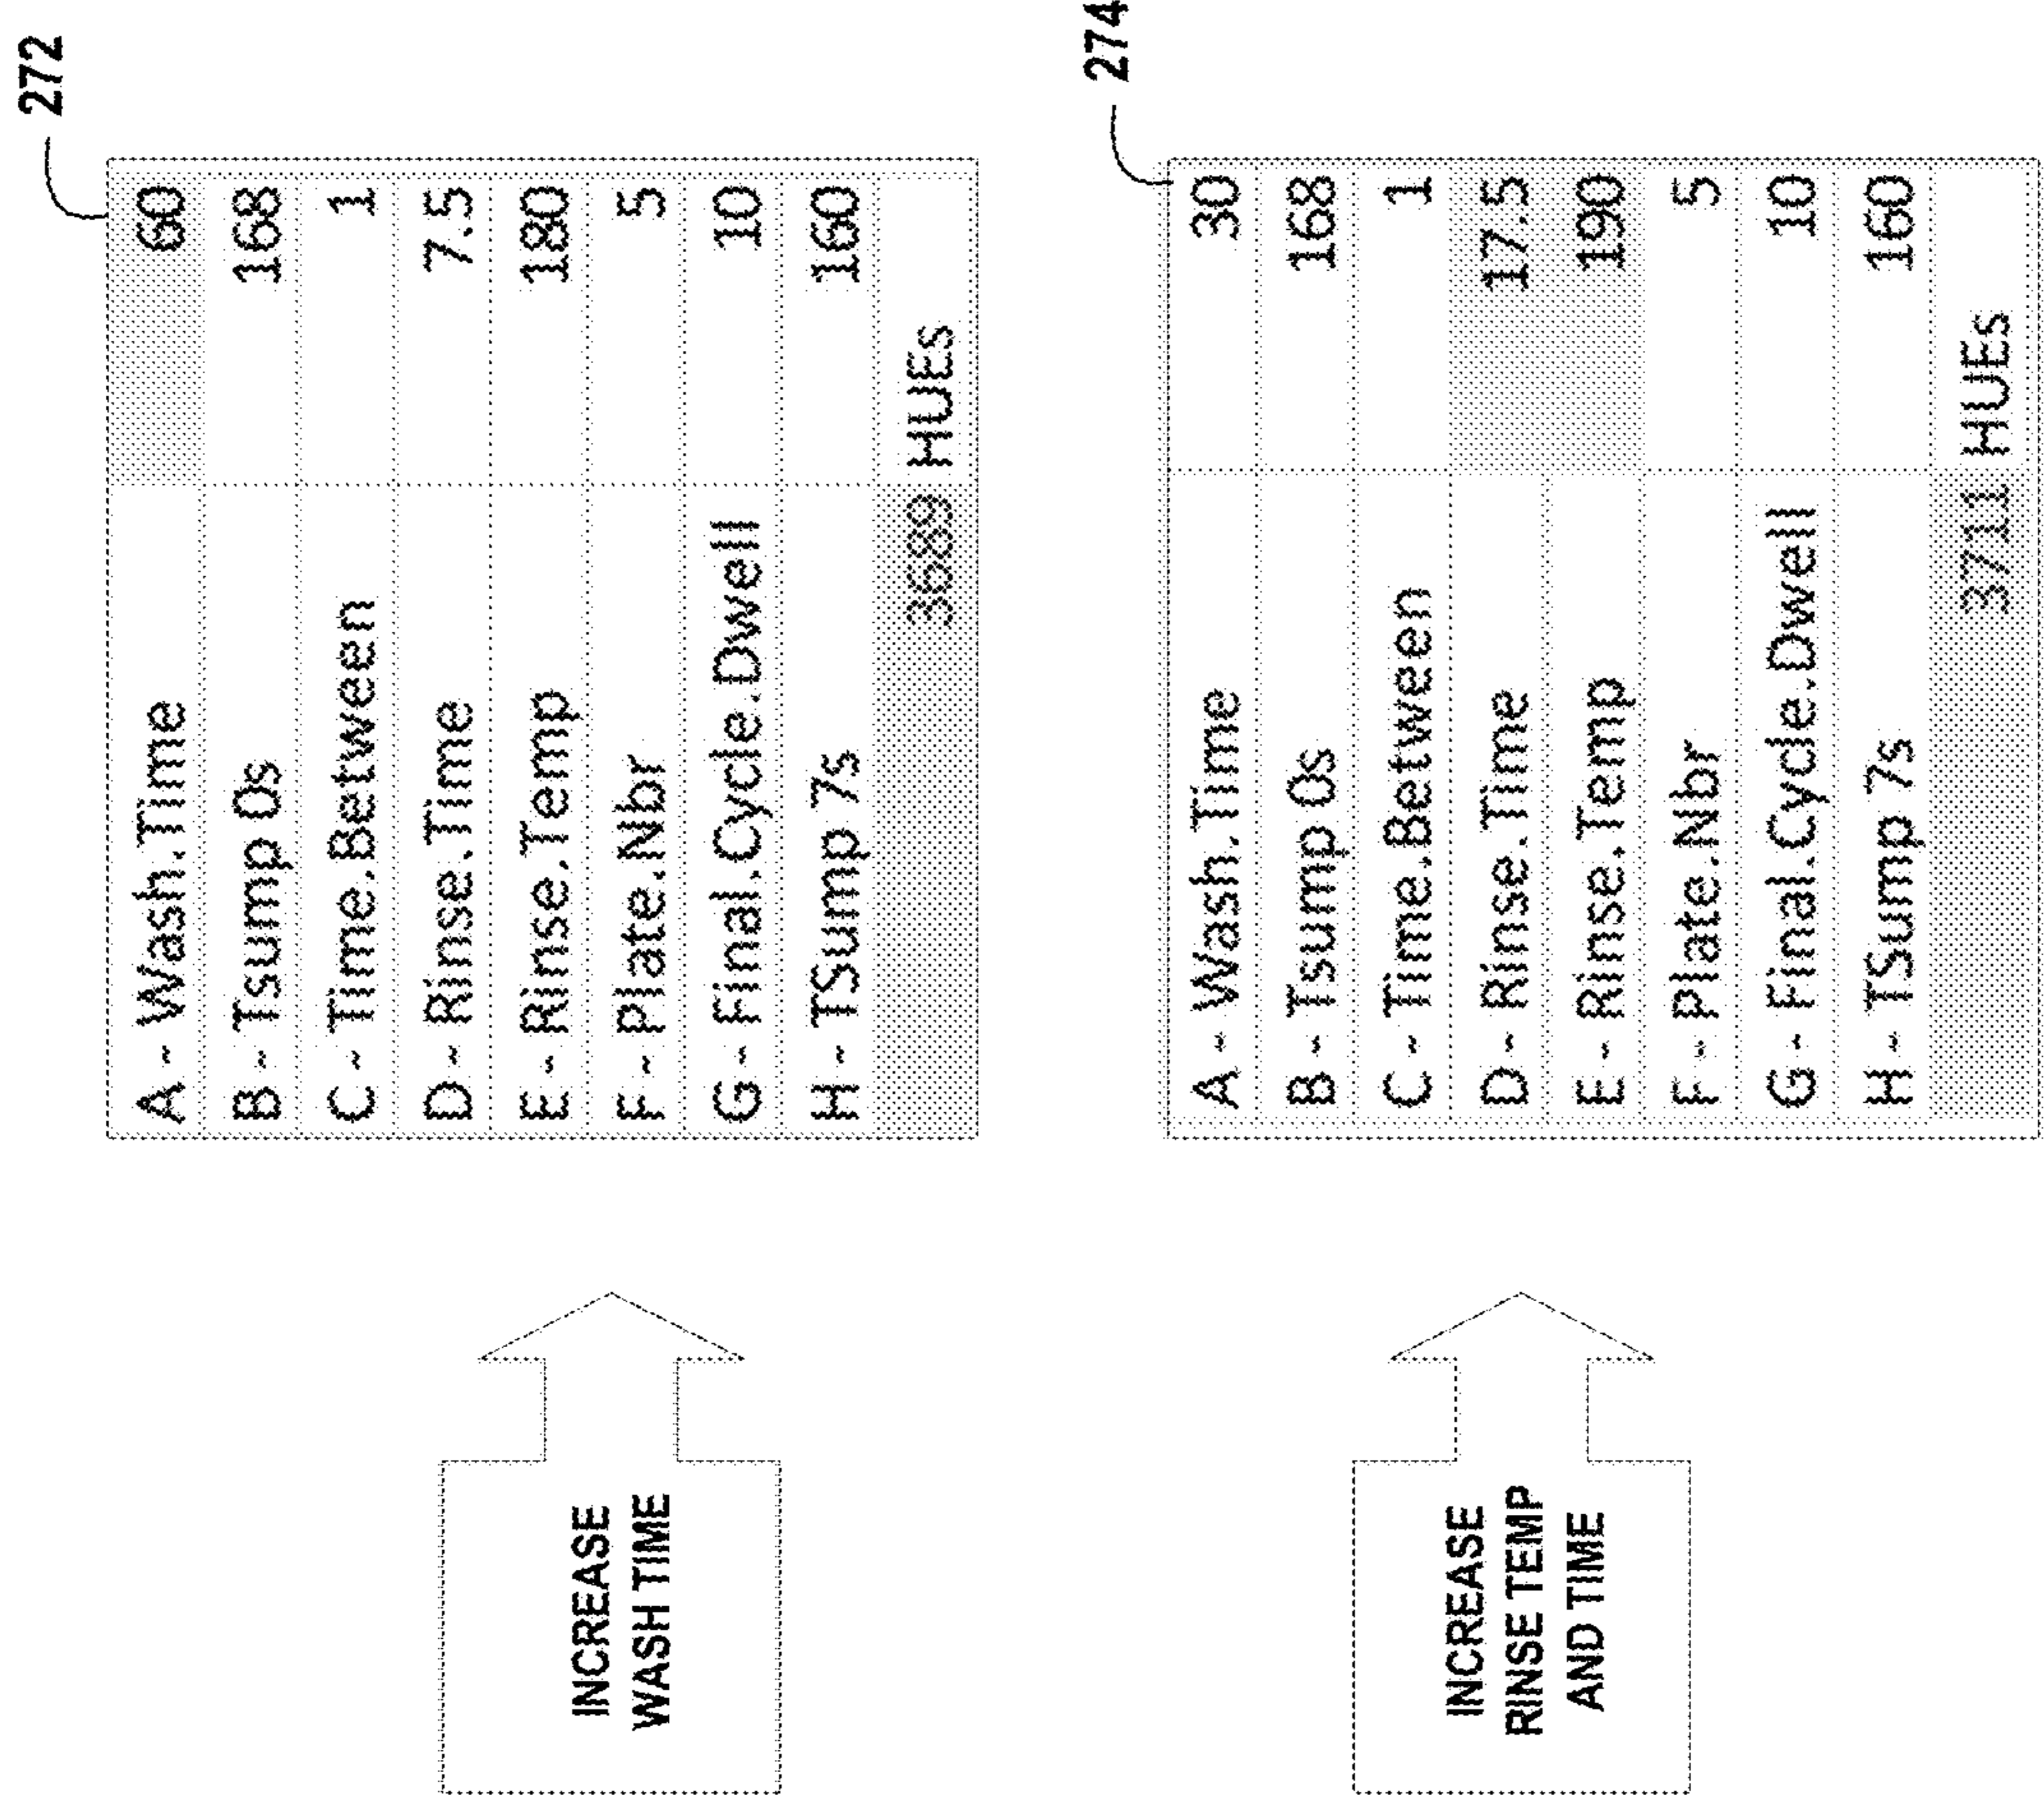 INCREASE
WASH TIME
272
A - Wash.Time 60
B - Tsump 0s 168
C - Time.Between 1
D - Rinse.Time 7.5
E - Rinse.Temp 180
F - Plate.Nbr 5
G - Final.Cycle.Dwell 10
H - TSump 7s 160
3689 HUEs
INCREASE
RINSE TEMP
AND TIME
274
A - Wash.Time 30
B - Tsump 0s 168
C - Time.Between 1
D - Rinse.Time 17.5
E - Rinse.Temp 190
F - Plate.Nbr 5
G - Final.Cycle.Dwell 10
H - TSump 7s 160
3711 HUEs